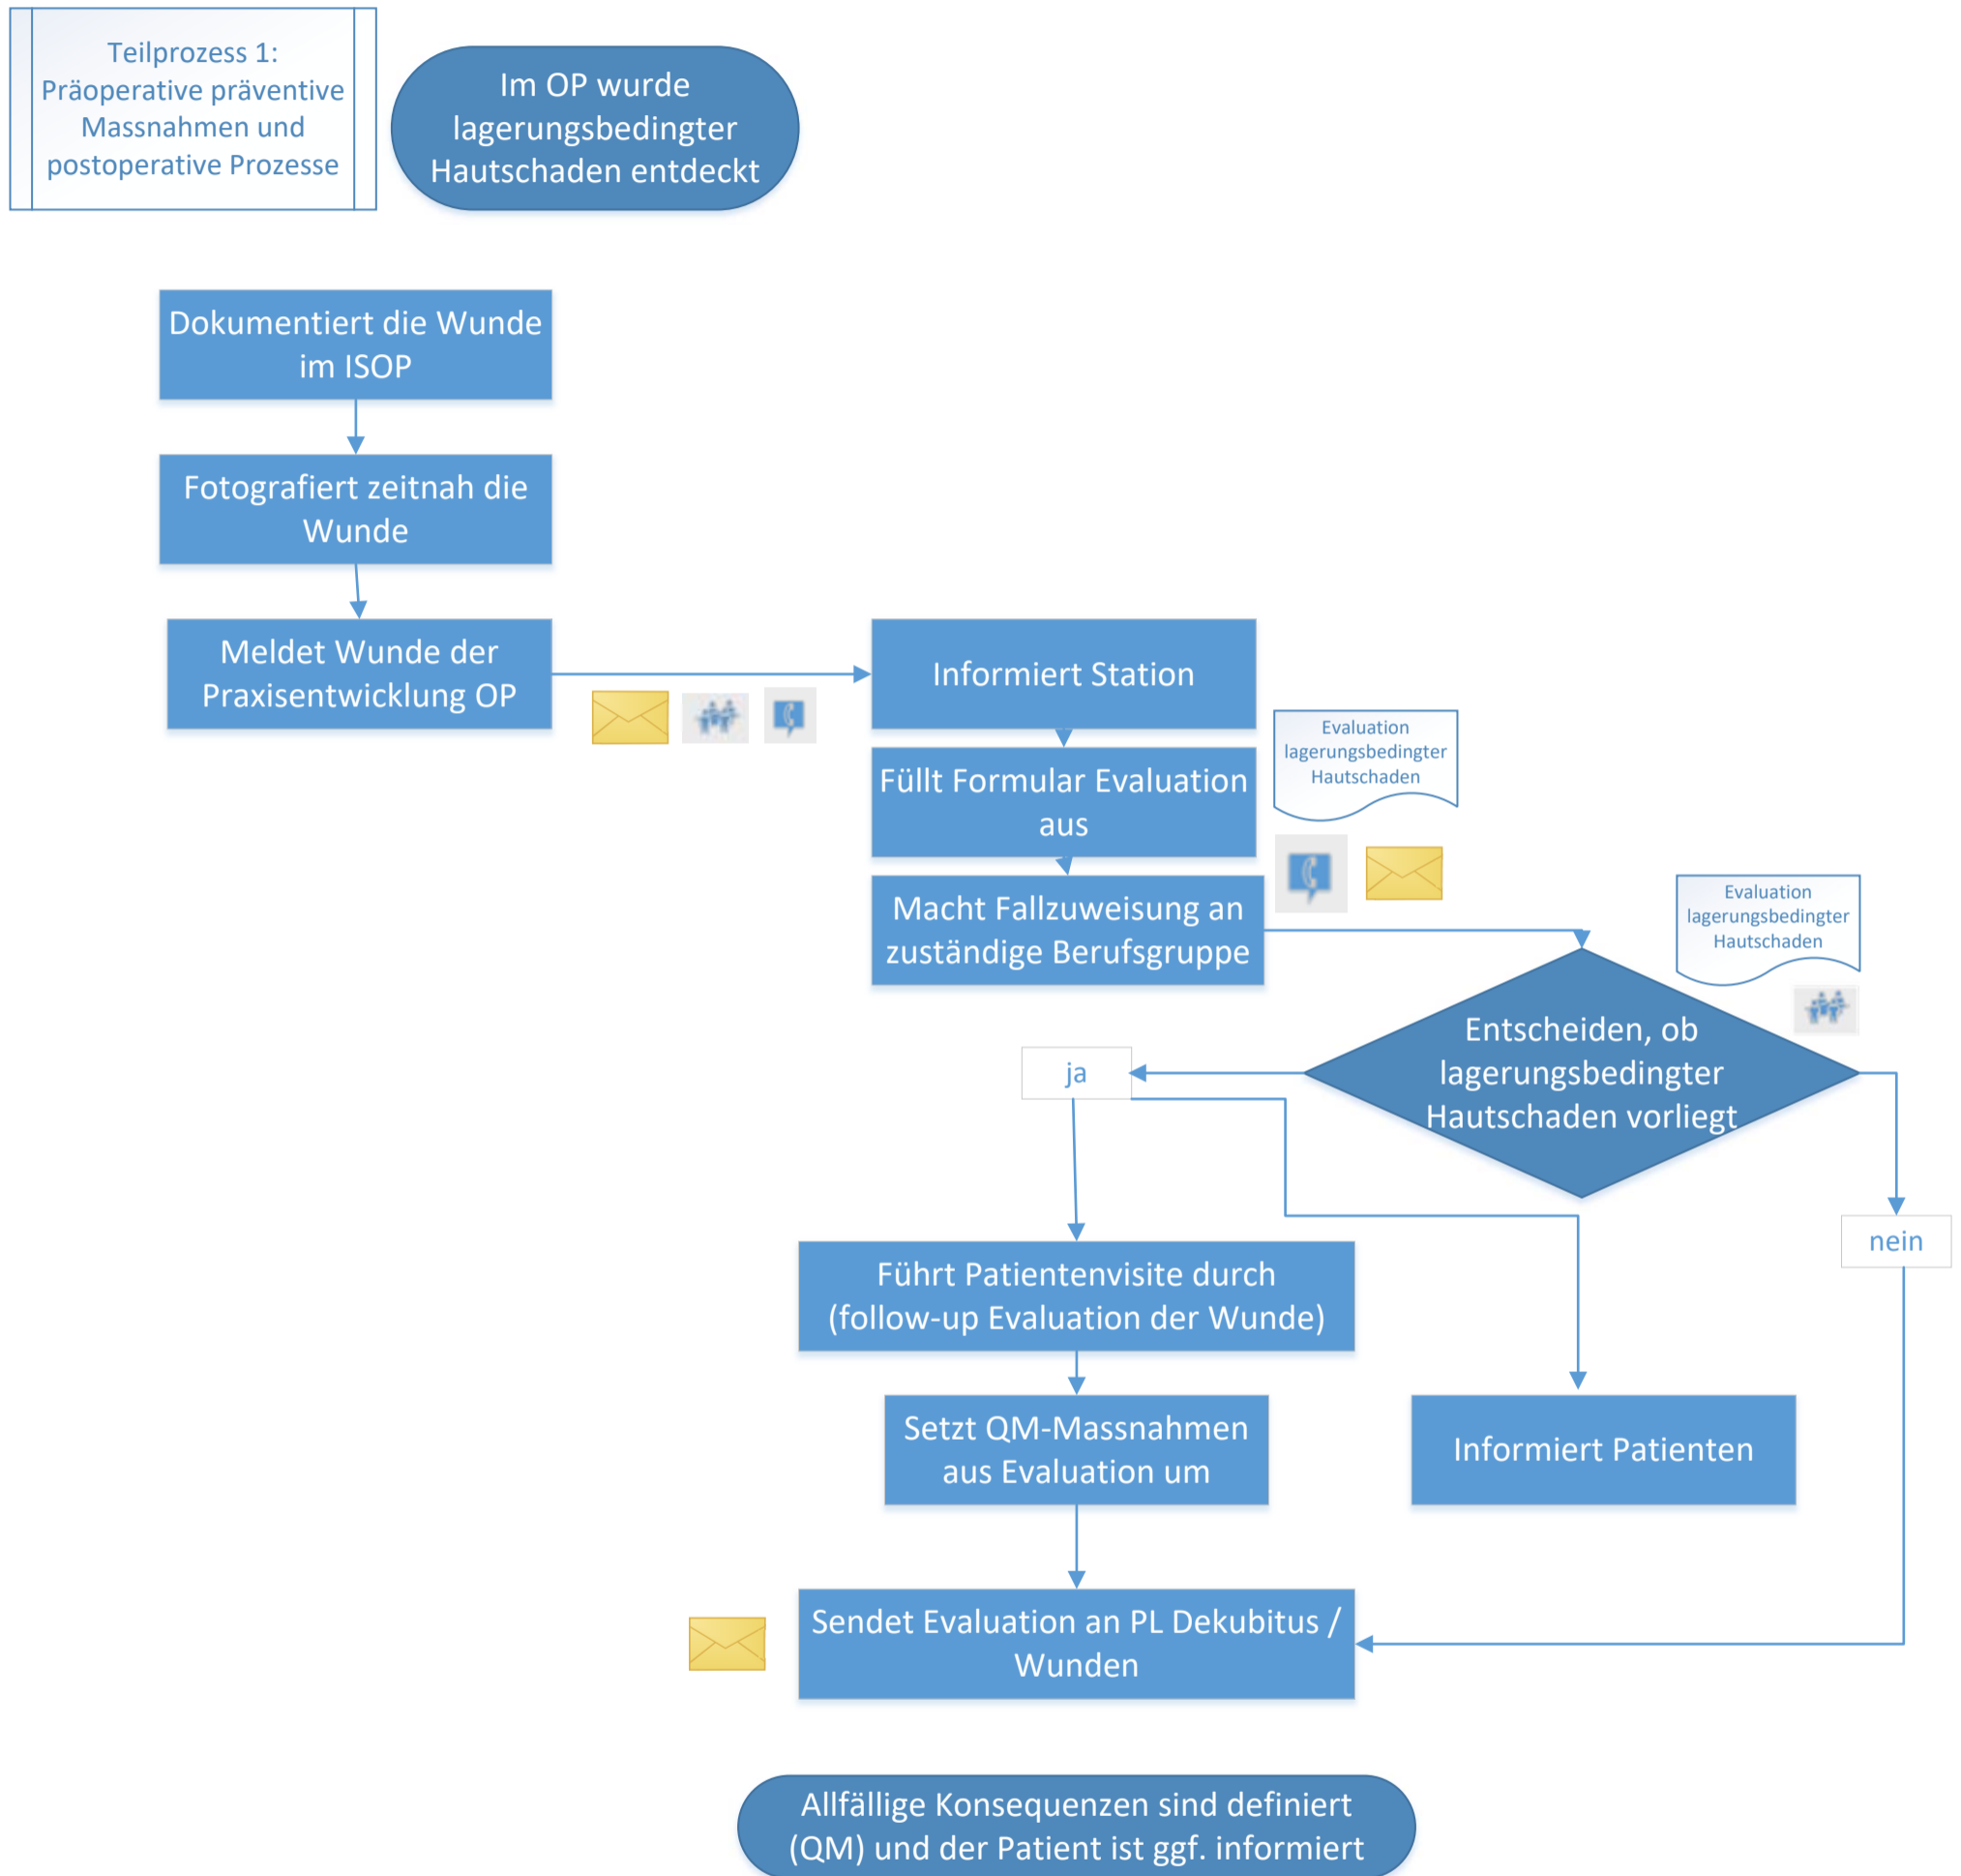 Teilprozess 1:
Präoperative präventive
Massnahmen und
postoperative Prozesse
Im OP wurde
lagerungsbedingter
Hautschaden entdeckt
Dokumentiert die Wunde
im ISOP
Fotografiert zeitnah die
Wunde
Meldet Wunde der
Praxisentwicklung OP
Informiert Station
Füllt Formular Evaluation
aus
Evaluation
lagerungsbedingter
Hautschaden
Macht Fallzuweisung an
zuständige Berufsgruppe
Evaluation
lagerungsbedingter
Hautschaden
Entscheiden, ob
lagerungsbedingter
Hautschaden vorliegt
ja
nein
Führt Patientenvisite durch
(follow-up Evaluation der Wunde)
Setzt QM-Massnahmen
aus Evaluation um
Informiert Patienten
Sendet Evaluation an PL Dekubitus /
Wunden
Allfällige Konsequenzen sind definiert
(QM) und der Patient ist ggf. informiert